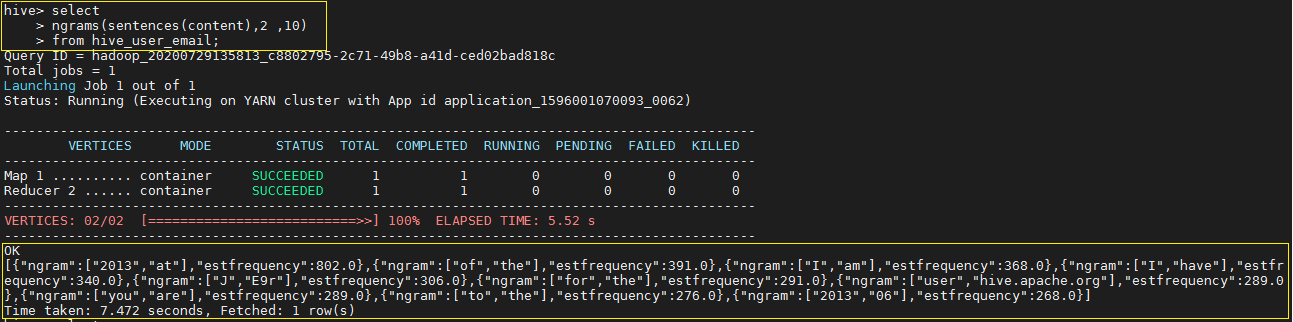 hive> select
    > ngrams(sentences(content),2 ,10)
    > from hive_user_email;
Query ID = hadoop_20200729135813_c8802795-2c71-49b8-a41d-ced02bad818c
Total jobs = 1
Launching Job 1 out of 1
Status: Running (Executing on YARN cluster with App id application_1596001070093_0062)
----------------------------------------------------------------------------------------------
        VERTICES      MODE        STATUS  TOTAL  COMPLETED  RUNNING  PENDING  FAILED  KILLED
----------------------------------------------------------------------------------------------
Map 1 .......... container     SUCCEEDED      1          1        0        0       0       0
Reducer 2 ...... container     SUCCEEDED      1          1        0        0       0       0
----------------------------------------------------------------------------------------------
VERTICES: 02/02  [==========================>>] 100%  ELAPSED TIME: 5.52 s
----------------------------------------------------------------------------------------------
OK
[{"ngram":["2013","at"],"estfrequency":802.0},{"ngram":["of","the"],"estfrequency":391.0},{"ngram":["I","am"],"estfrequency":368.0},{"ngram":["I","have"],"estfr
equency":340.0},{"ngram":["J","E9r"],"estfrequency":306.0},{"ngram":["for","the"],"estfrequency":291.0},{"ngram":["user","hive.apache.org"],"estfrequency":289.0
},{"ngram":["you","are"],"estfrequency":289.0},{"ngram":["to","the"],"estfrequency":276.0},{"ngram":["2013","06"],"estfrequency":268.0}]
Time taken: 7.472 seconds, Fetched: 1 row(s)